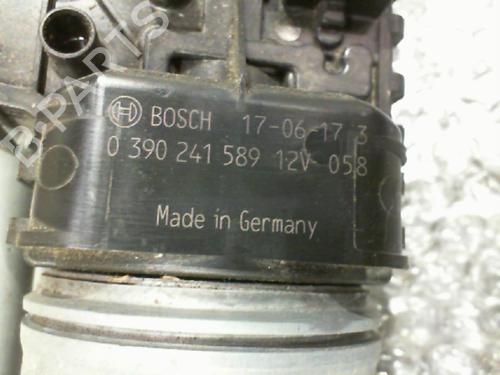 B-PARTS
BOSCH 17-06-17 3
0 390 241 589 12V 058
Made in Germany